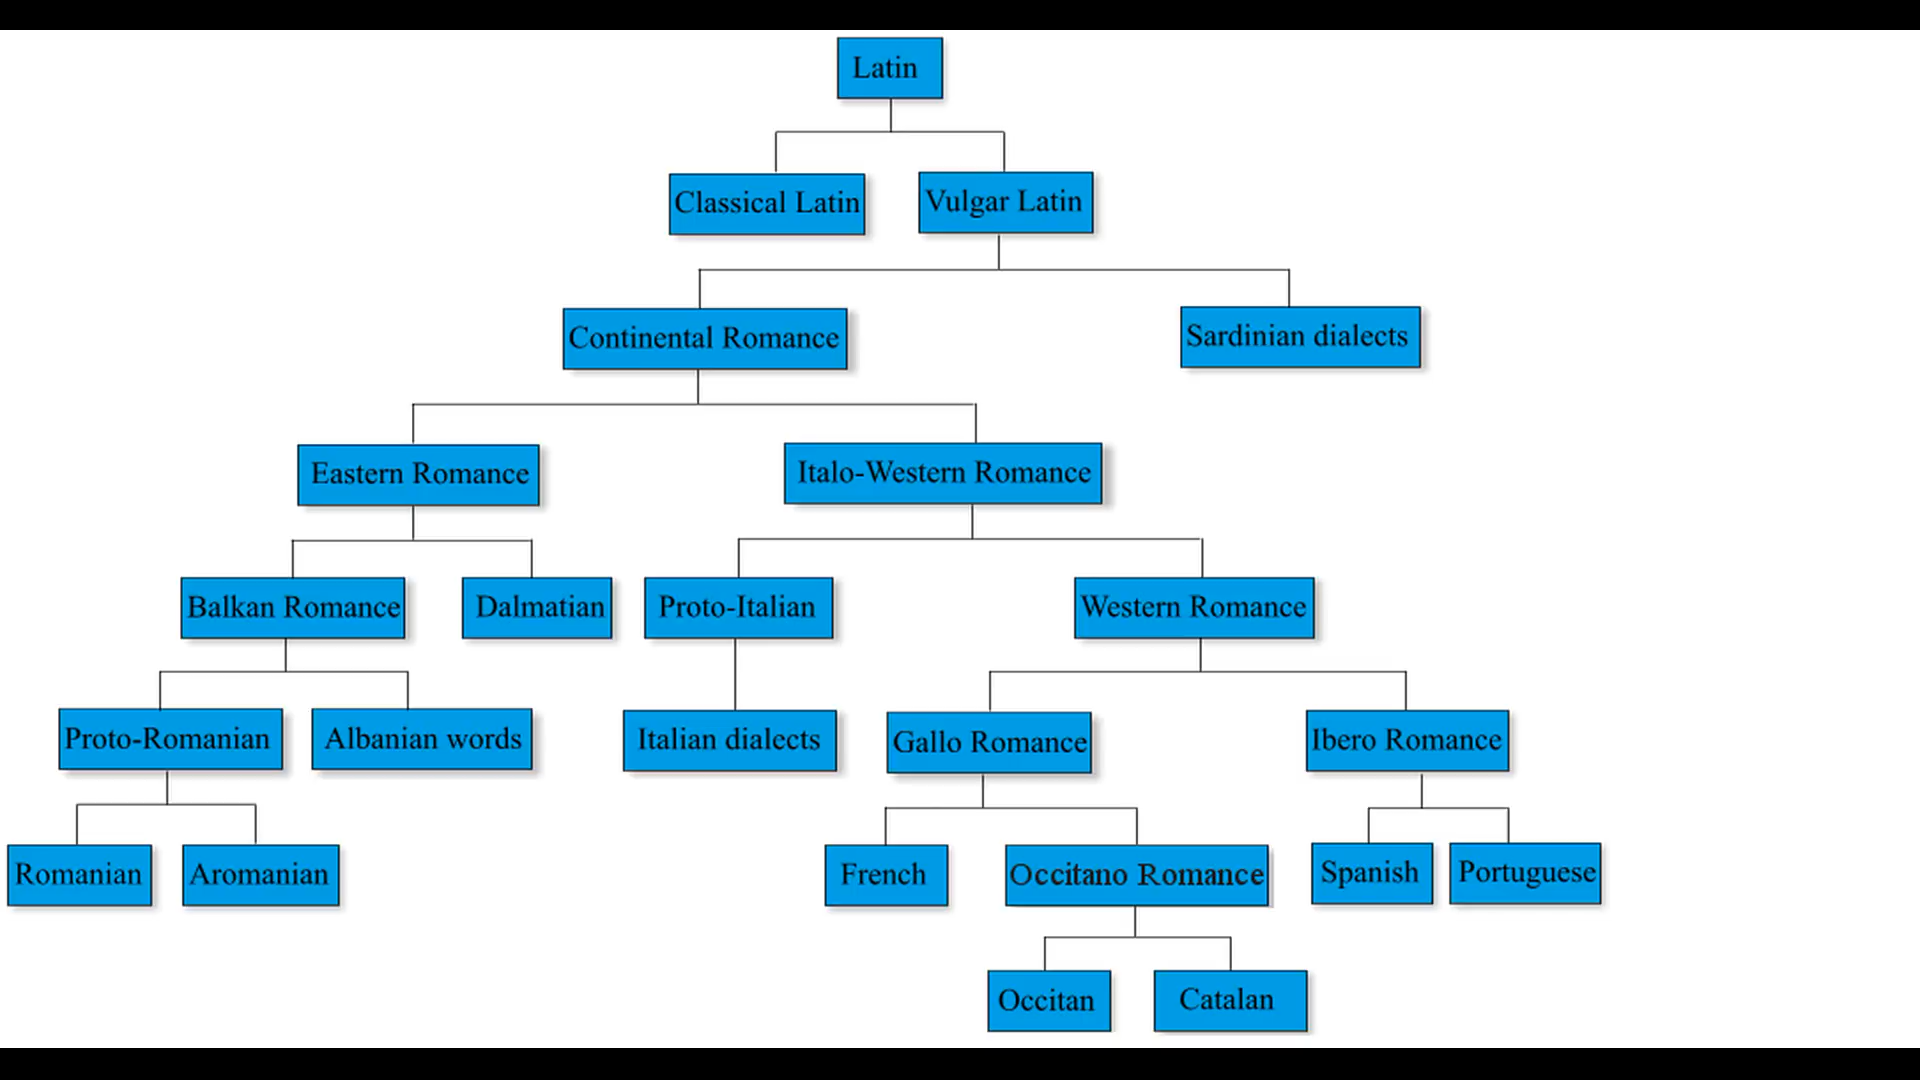 Latin
Classical Latin
Vulgar Latin
Continental Romance
Sardinian dialects
Eastern Romance
Italo-Western Romance
Balkan Romance
Dalmatian
Proto-Italian
Western Romance
Proto-Romanian
Albanian words
Italian dialects
Gallo Romance
Ibero Romance
Romanian
Aromanian
French
Occitano Romance
Spanish
Portuguese
Occitan
Catalan